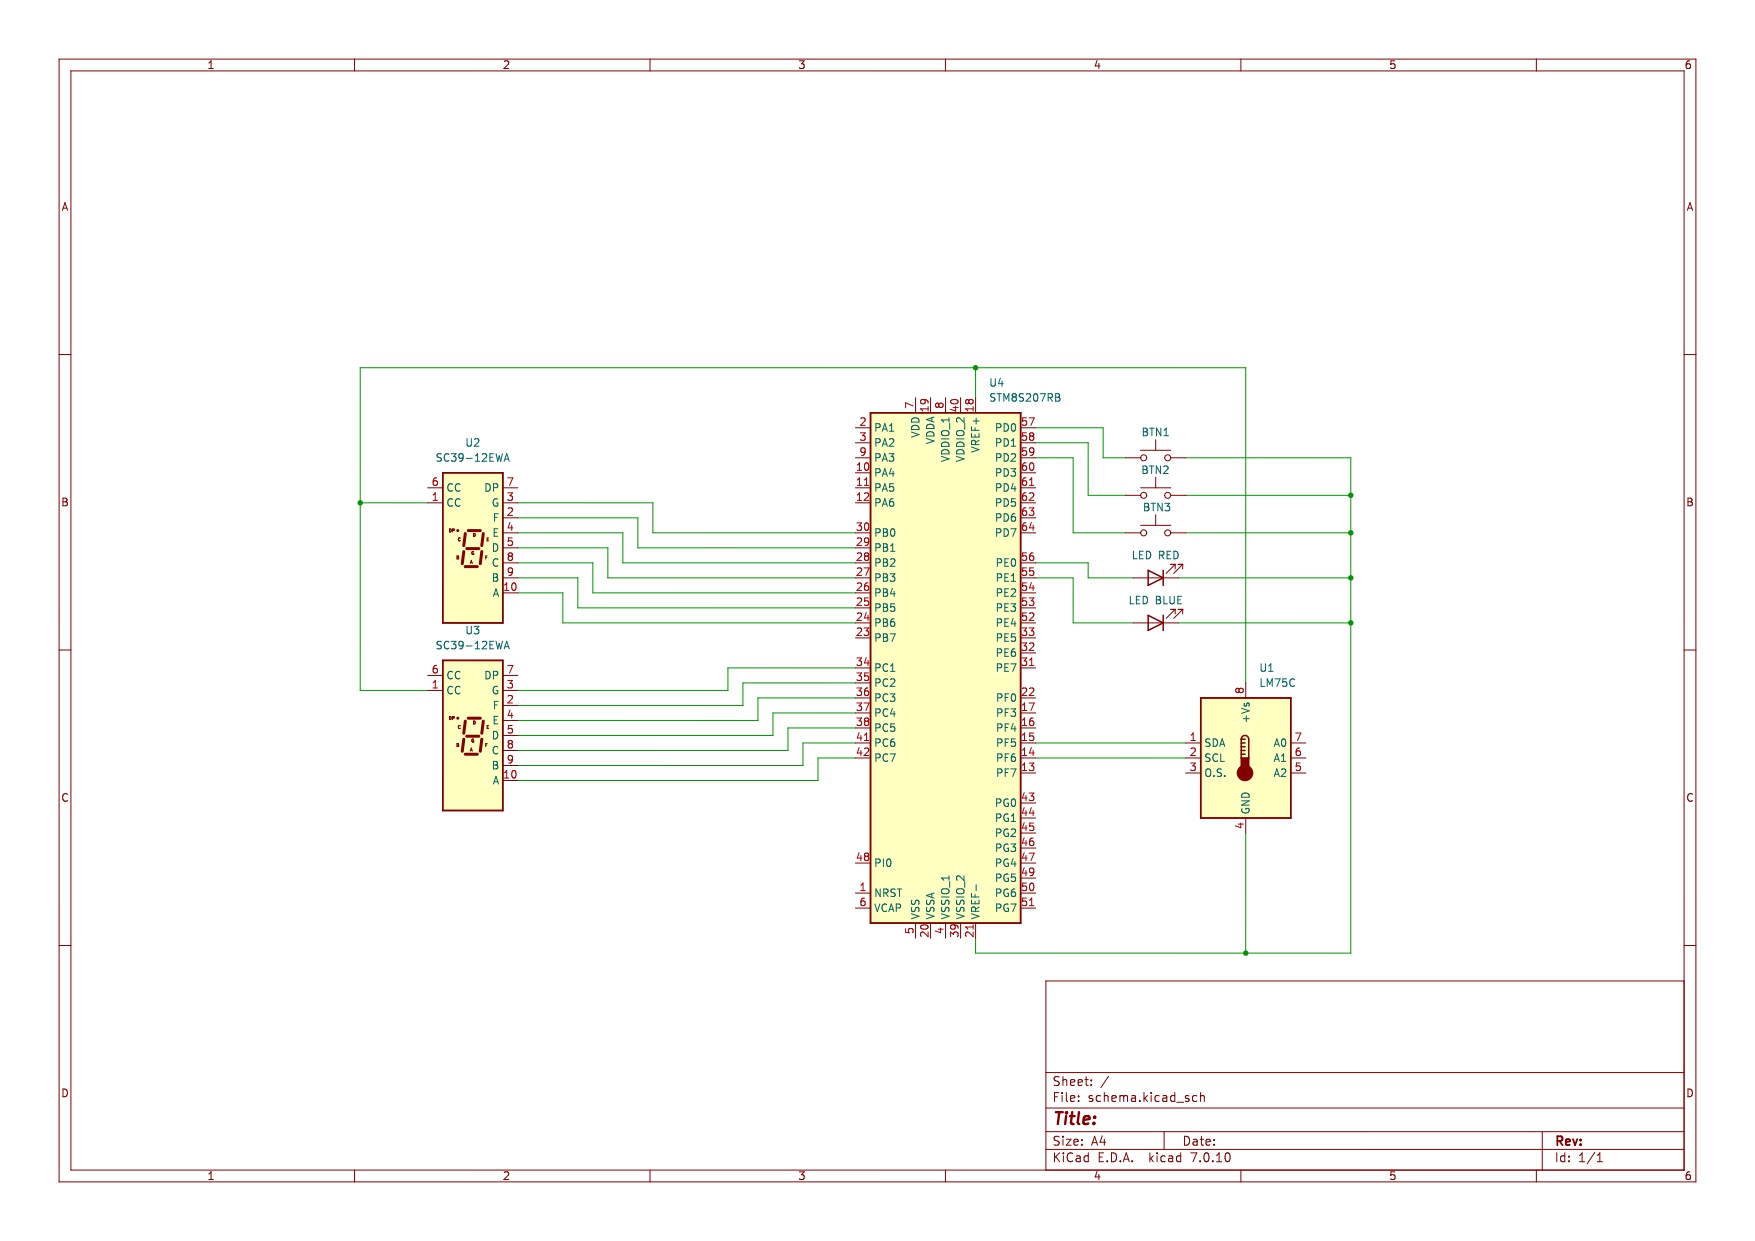 1 2 3 4 5 6
A A
U4
STM8S207RB
7 19 8 40 18
VDD VDDA VDDIO_1 VDDIO_2 VREF+
2 PA1 PD0 57
3 PA2 PD1 58
9 PA3 PD2 59
10 PA4 PD3 60
11 PA5 PD4 61
12 PA6 PD5 62
PD6 63
30 PB0 PD7 64
29 PB1
28 PB2 PE0 56
27 PB3 PE1 55
26 PB4 PE2 54
25 PB5 PE3 53
24 PB6 PE4 52
23 PB7 PE5 33
PE6 32
34 PC1 PE7 31
35 PC2
36 PC3 PF0 22
37 PC4 PF3 17
38 PC5 PF4 16
41 PC6 PF5 15
42 PC7 PF6 14
PF7 13
PG0 43
PG1 44
PG2 45
PG3 46
48 PI0 PG4 47
PG5 49
1 NRST PG6 50
6 VCAP PG7 51
VSS VSSA VSSIO_1 VSSIO_2 VREF-
5 20 4 39 21
U2
SC39-12EWA
6 CC DP 7
1 CC G 3
F 2
E 4
D 5
C 8
B 9
A 10
U3
SC39-12EWA
6 CC DP 7
1 CC G 3
F 2
E 4
D 5
C 8
B 9
A 10
BTN1
BTN2
BTN3
LED RED
LED BLUE
U1
LM75C
8
+Vs
1 SDA A0 7
2 SCL A1 6
3 O.S. A2 5
GND
4
B B
C C
D D
Sheet: /
File: schema.kicad_sch
Title:
Size: A4 Date: Rev:
KiCad E.D.A. kicad 7.0.10 Id: 1/1
1 2 3 4 5 6